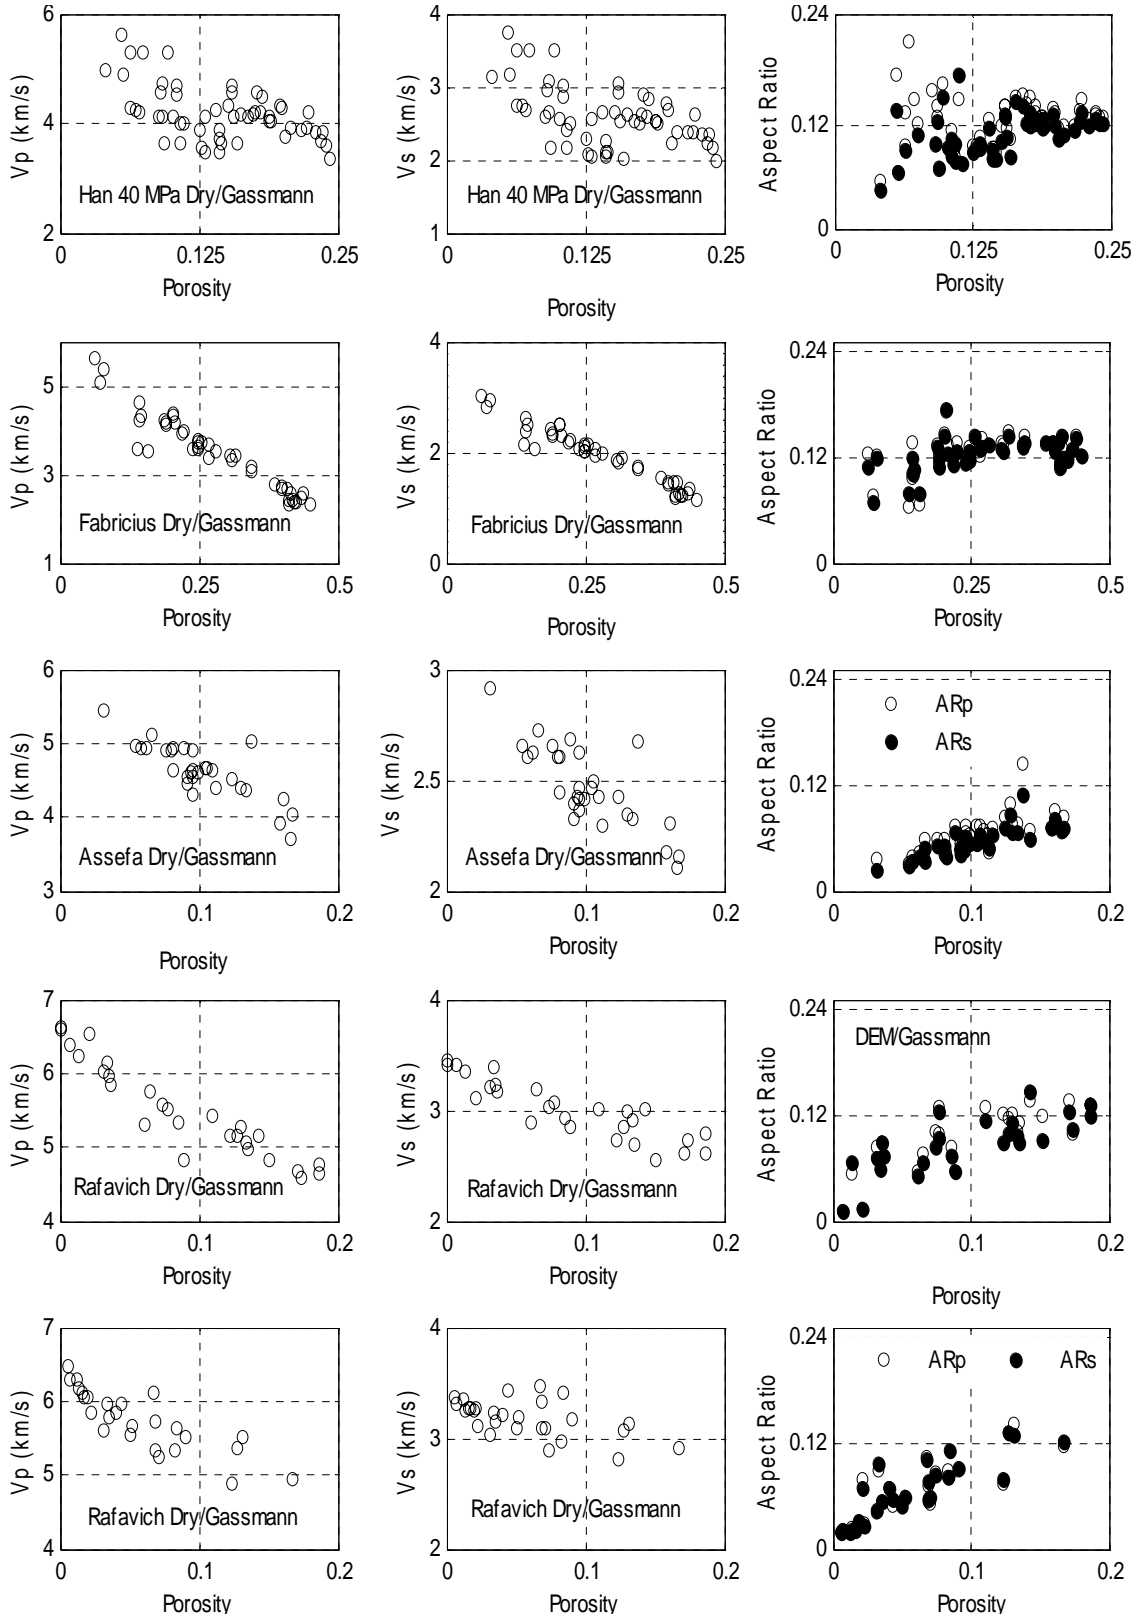 6
4
2
Vp (km/s)
Han 40 MPa Dry/Gassmann
0 0.125 0.25
Porosity
4
3
2
1
Vs (km/s)
Han 40 MPa Dry/Gassmann
0 0.125 0.25
Porosity
0.24
0.12
0
Aspect Ratio
0 0.125 0.25
Porosity
5
3
1
Vp (km/s)
Fabricius Dry/Gassmann
0 0.25 0.5
Porosity
4
2
0
Vs (km/s)
Fabricius Dry/Gassmann
0 0.25 0.5
Porosity
0.24
0.12
0
Aspect Ratio
0 0.25 0.5
Porosity
6
5
4
3
Vp (km/s)
Assefa Dry/Gassmann
0 0.1 0.2
Porosity
3
2.5
2
Vs (km/s)
Assefa Dry/Gassmann
0 0.1 0.2
Porosity
0.24
0.12
0
Aspect Ratio
ARp
ARs
0 0.1 0.2
Porosity
7
6
5
4
Vp (km/s)
Rafavich Dry/Gassmann
0 0.1 0.2
Porosity
4
3
2
Vs (km/s)
Rafavich Dry/Gassmann
0 0.1 0.2
Porosity
0.24
0.12
0
Aspect Ratio
DEM/Gassmann
0 0.1 0.2
Porosity
7
6
5
4
Vp (km/s)
Rafavich Dry/Gassmann
0 0.1 0.2
Porosity
4
3
2
Vs (km/s)
Rafavich Dry/Gassmann
0 0.1 0.2
Porosity
0.24
0.12
0
Aspect Ratio
ARp ARs
0 0.1 0.2
Porosity